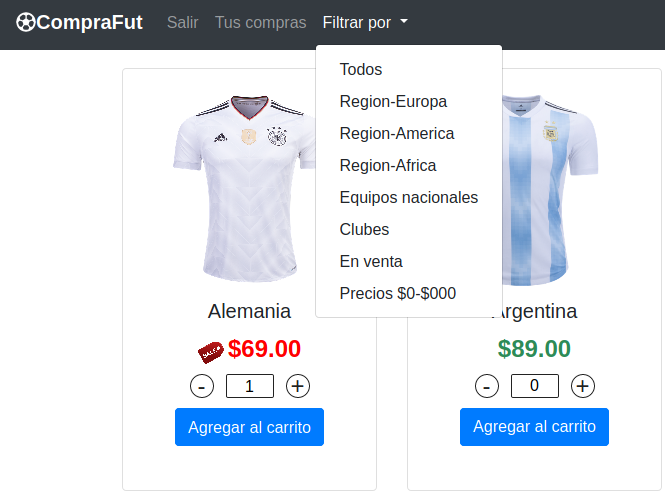 CompraFut Salir Tus compras Filtrar por
Todos
Region-Europa
Region-America
Region-Africa
Equipos nacionales
Clubes
En venta
Precios $0-$000
Alemania
SALE $69.00
- 1 +
Agregar al carrito
Argentina
$89.00
- 0 +
Agregar al carrito